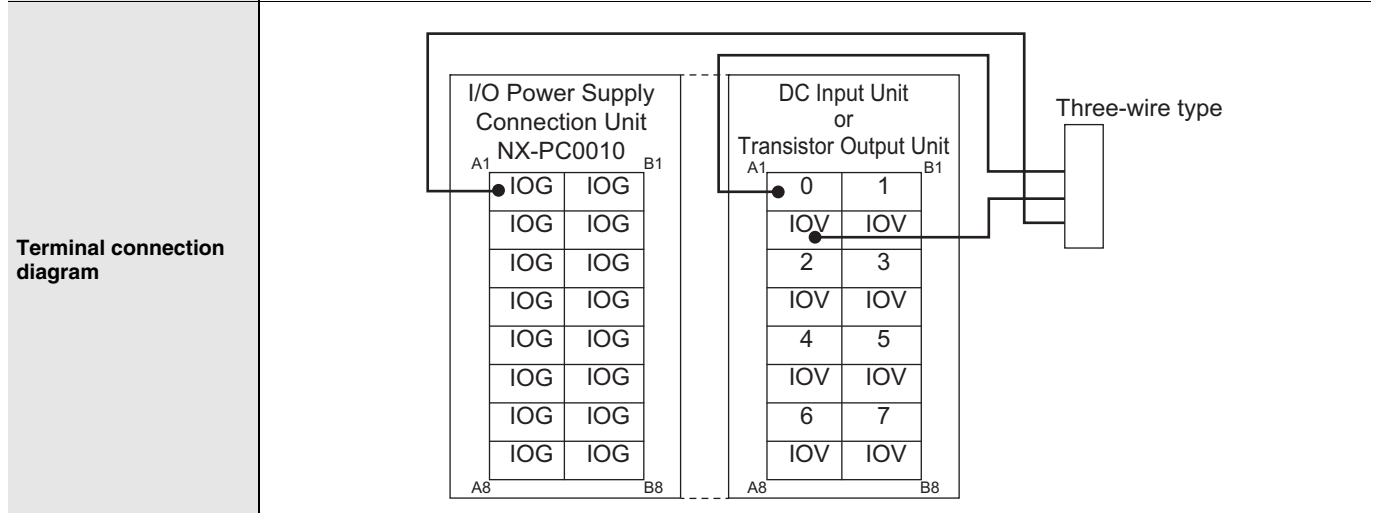 Terminal connection
diagram
I/O Power Supply
Connection Unit
NX-PC0010
A1 B1
IOG IOG
IOG IOG
IOG IOG
IOG IOG
IOG IOG
IOG IOG
IOG IOG
IOG IOG
A8 B8
DC Input Unit
or
Transistor Output Unit
A1 B1
0 1
IOV IOV
2 3
IOV IOV
4 5
IOV IOV
6 7
IOV IOV
A8 B8
Three-wire type